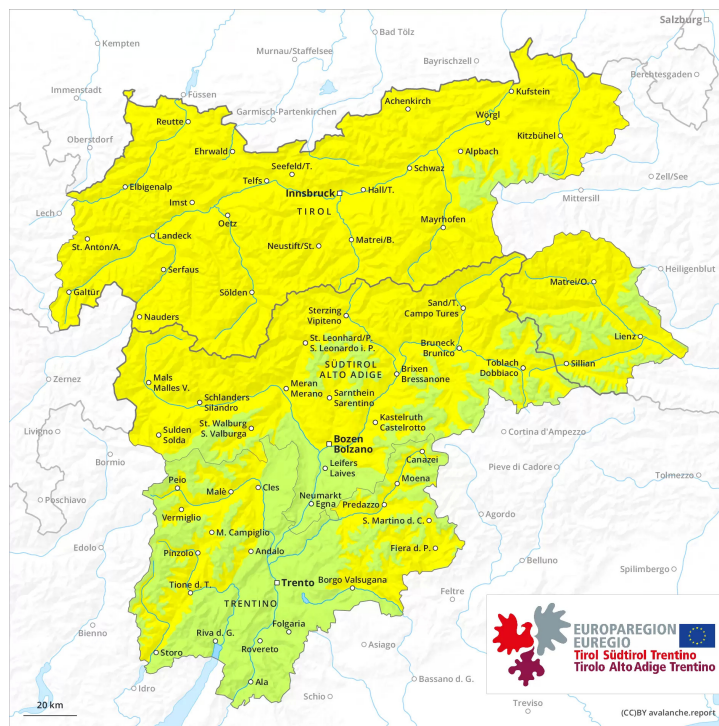 Salzburg
Bad Tölz
Kempten
Murnau/Staffelsee
Bayrischzell
Berchtesgaden
Immenstadt
Füssen
Garmisch-Partenkirchen
Achenkirch
Kufstein
Oberstdorf
Reutte
Wörgl
Kitzbühel
Ehrwald
Seefeld/T.
Alpbach
Telfs
Schwaz
Zell/See
Elbigenalp
Innsbruck
Hall/T.
Mittersill
Imst
TIROL
Lech
Oetz
Mayrhofen
St. Anton/A.
Landeck
Neustift/St.
Matrei/B.
Heiligenblut
Serfaus
Matrei/O.
Galtür
Sölden
Nauders
Sterzing
Vipiteno
Sand/T.
Campo Tures
Lienz
St. Leonhard/P.
S. Leonardo i. P.
Bruneck
Brunico
Toblach
Dobbiaco
Sillian
SÜDTIROL
ALTO ADIGE
Brixen
Bressanone
Zernez
Mals
Malles V.
Meran
Merano
Sarnthein
Sarentino
Schlanders
Silandro
Kastelruth
Castelrotto
Livigno
Sulden
Solda
St. Walburg
S. Valburga
Bozen
Bolzano
Cortina d'Ampezzo
Bormio
Leifers
Laives
Canazei
Pieve di Cadore
Tolmezzo
Poschiavo
Peio
Malè
Cles
Neumarkt
Egna
Moena
Predazzo
Vermiglio
S. Martino d. C.
Agordo
Edolo
M. Campiglio
Pinzolo
Andalo
Fiera d. P.
Belluno
Spilimbergo
Tione d. T.
Trento
Borgo Valsugana
Feltre
TRENTINO
Folgaria
Bienno
Riva d. G.
Rovereto
Asiago
Storo
Bassano d. G.
Idro
Ala
Schio
Treviso
EUROPAREGION
EUREGIO
Tirol Südtirol Trentino
Tirolo Alto Adige Trentino
20 km
(CC)BY avalanche.report